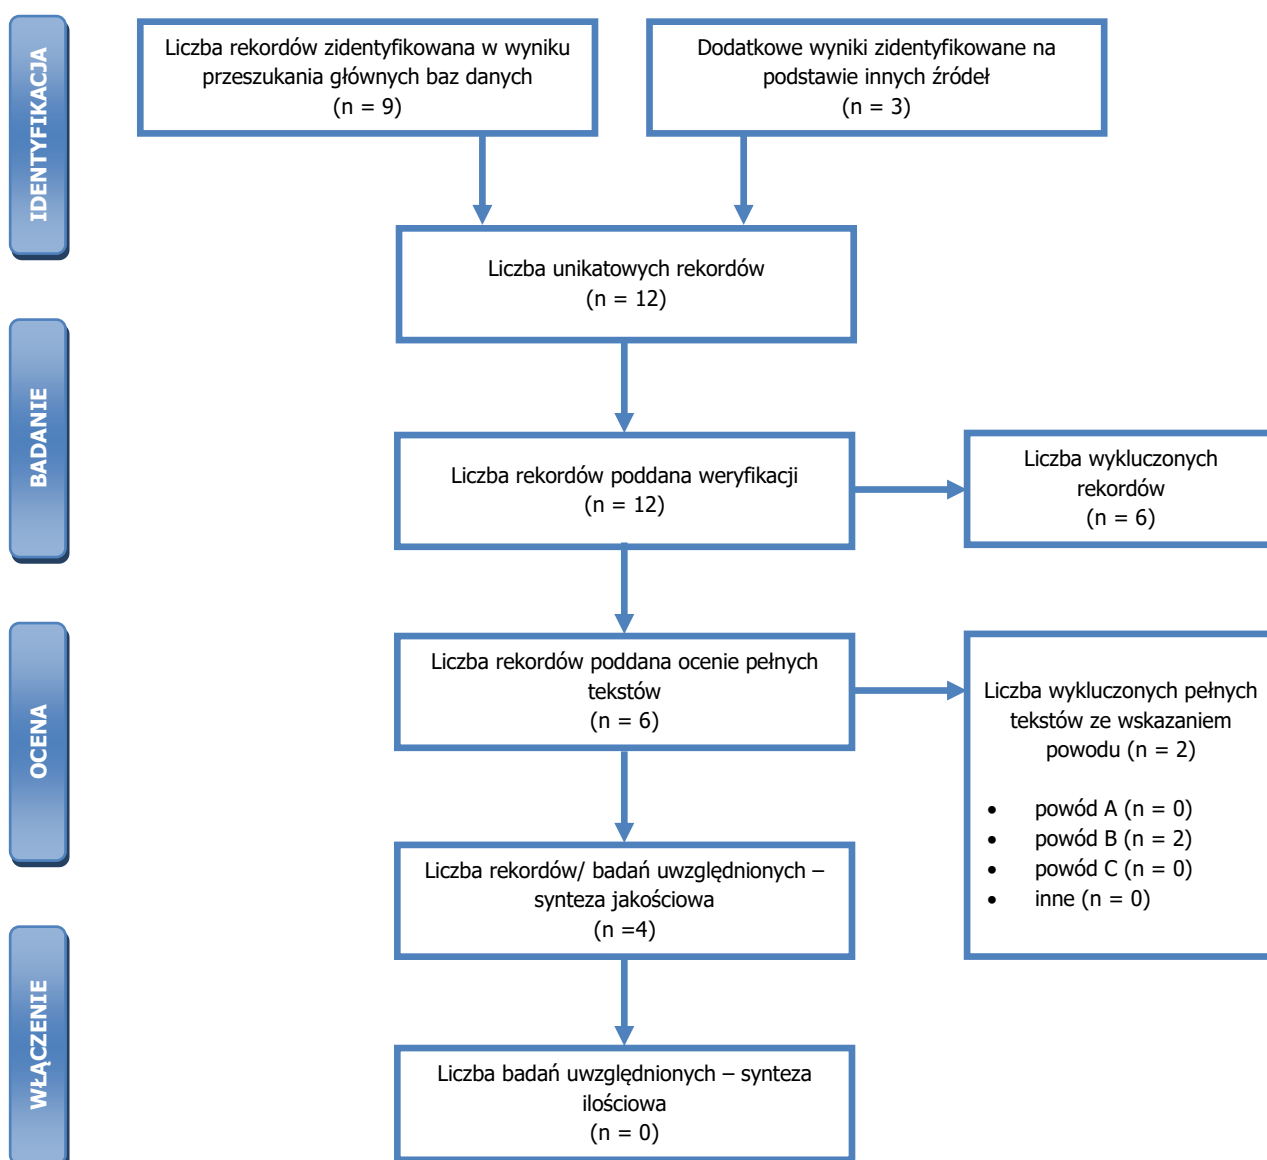 IDENTYFIKACJA
Liczba rekordów zidentyfikowana w wyniku
przeszukania głównych baz danych
(n = 9)
Dodatkowe wyniki zidentyfikowane na
podstawie innych źródeł
(n = 3)
Liczba unikatowych rekordów
(n = 12)
BADANIE
Liczba rekordów poddana weryfikacji
(n = 12)
Liczba wykluczonych
rekordów
(n = 6)
OCENA
Liczba rekordów poddana ocenie pełnych
tekstów
(n = 6)
Liczba wykluczonych pełnych
tekstów ze wskazaniem
powodu (n = 2)
• powód A (n = 0)
• powód B (n = 2)
• powód C (n = 0)
• inne (n = 0)
Liczba rekordów/ badań uwzględnionych –
synteza jakościowa
(n =4)
WŁĄCZENIE
Liczba badań uwzględnionych – synteza
ilościowa
(n = 0)